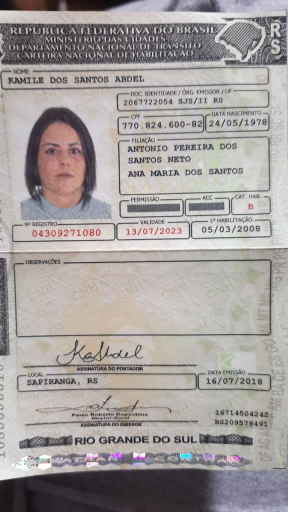 REPÚBLICA FEDERATIVA DO BRASIL
MINISTÉRIO DAS CIDADES
DEPARTAMENTO NACIONAL DE TRÂNSITO
CARTEIRA NACIONAL DE HABILITAÇÃO
RS
NOME
KAMILE DOS SANTOS ABDEL
DOC. IDENTIDADE / ÓRG. EMISSOR / UF
2067722054 SJS/II RS
CPF
DATA NASCIMENTO
770.824.600-82
24/05/1978
FILIAÇÃO
ANTONIO PEREIRA DOS
SANTOS NETO
ANA MARIA DOS SANTOS
PERMISSÃO
ACC
CAT. HAB.
B
Nº REGISTRO
VALIDADE
1ª HABILITAÇÃO
04309271080
13/07/2023
05/03/2008
OBSERVAÇÕES
KAbdel
ASSINATURA DO PORTADOR
LOCAL
DATA EMISSÃO
SAPIRANGA, RS
16/07/2018
Paulo Roberto Kopschina
Diretor-Geral
ASSINATURA DO EMISSOR
16714504242
RS209578491
RIO GRANDE DO SUL